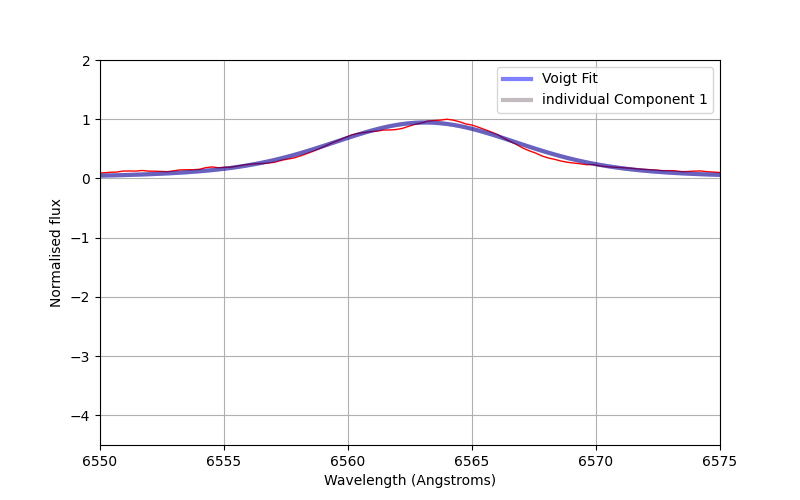 Voigt Fit
individual Component 1
2
1
0
−1
−2
−3
−4
Normalised flux
6550 6555 6560 6565 6570 6575
Wavelength (Angstroms)